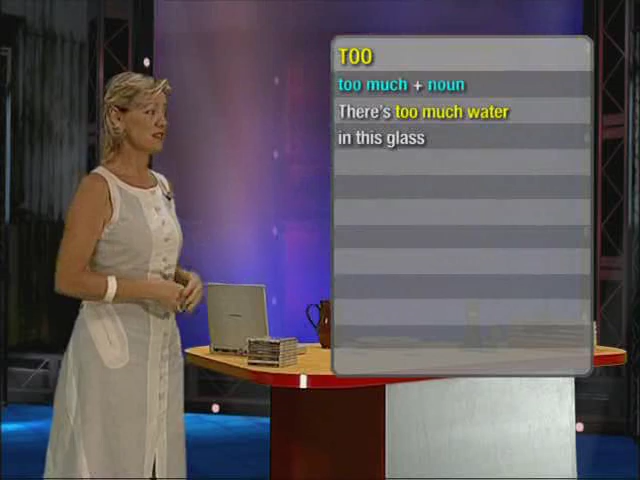 TOO
too much + noun
There's too much water
in this glass